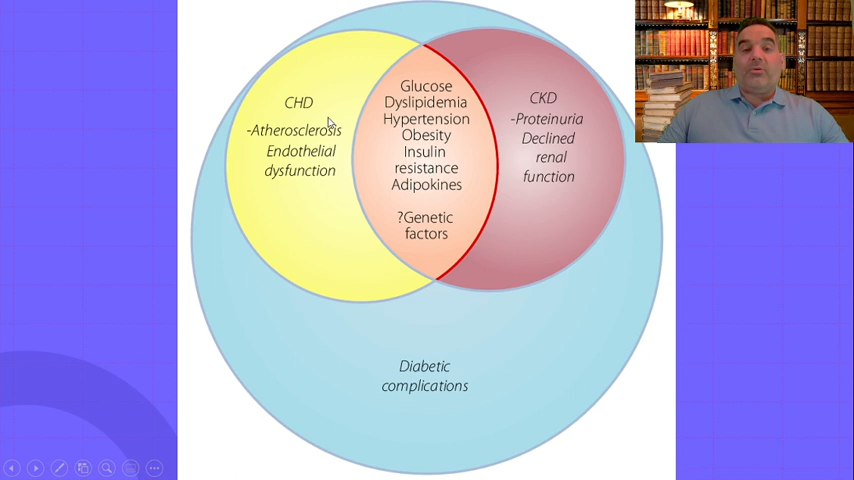 CHD
-Atherosclerosis
Endothelial
dysfunction
Glucose
Dyslipidemia
Hypertension
Obesity
Insulin
resistance
Adipokines
?Genetic
factors
CKD
-Proteinuria
Declined
renal
function
Diabetic
complications